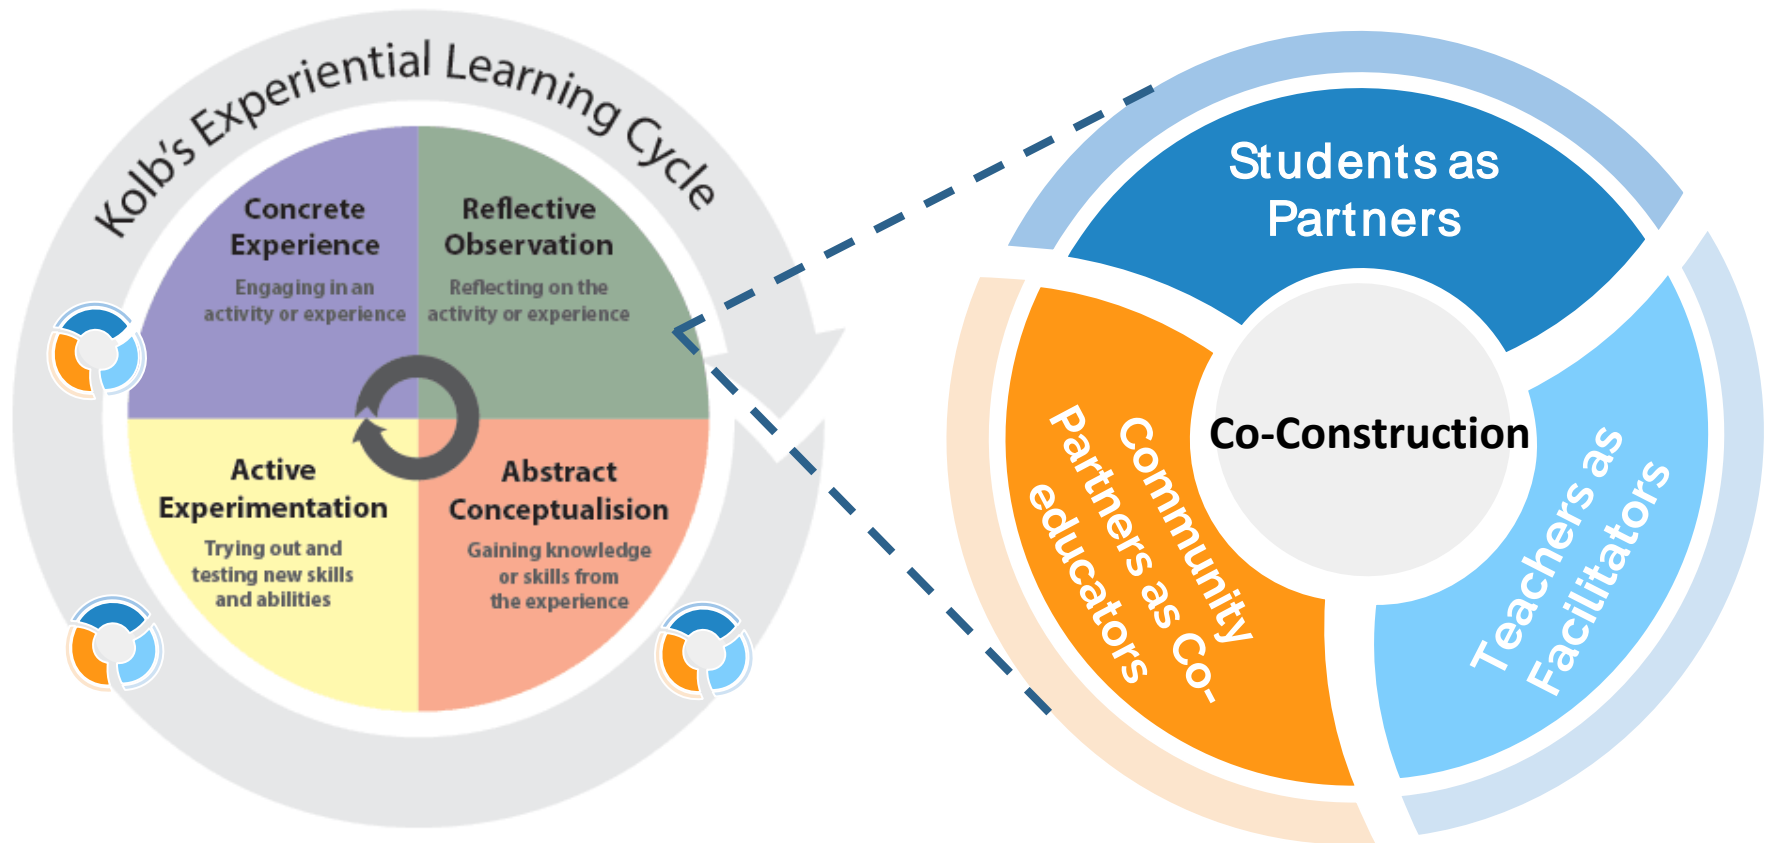 Kolb's Experiential Learning Cycle
Concrete
Experience
Engaging in an
activity or experience
Reflective
Observation
Reflecting on the
activity or experience
Active
Experimentation
Trying out and
testing new skills
and abilities
Abstract
Conceptualision
Gaining knowledge
or skills from
the experience
Students as
Partners
Co-Construction
Community
Partners as Co-
educators
Teachers as
Facilitators